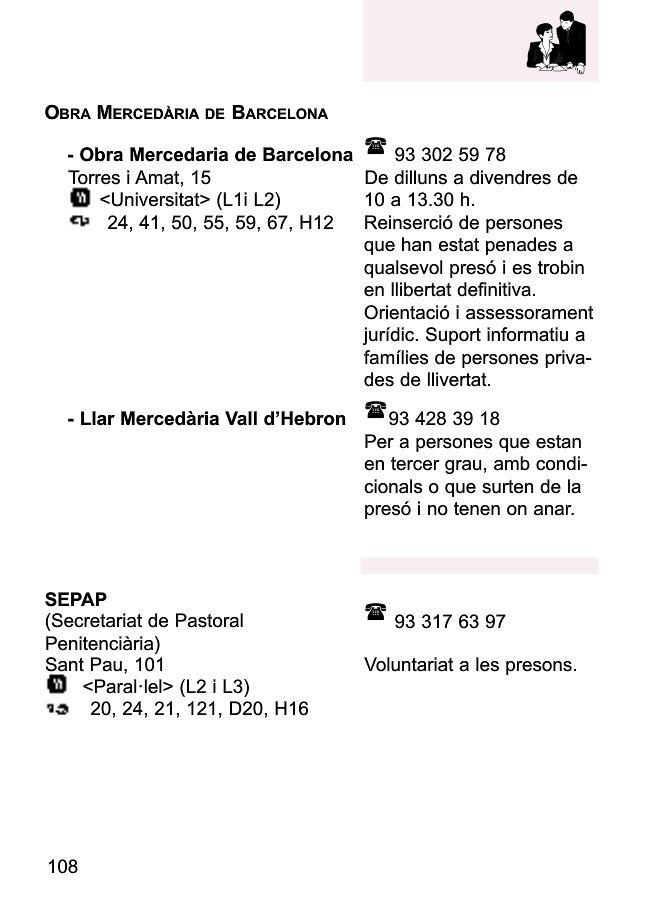 OBRA MERCEDÀRIA DE BARCELONA
- Obra Mercedaria de Barcelona
Torres i Amat, 15
<Universitat> (L1i L2)
24, 41, 50, 55, 59, 67, H12
93 302 59 78
De dilluns a divendres de
10 a 13.30 h.
Reinserció de persones
que han estat penades a
qualsevol presó i es trobin
en llibertat definitiva.
Orientació i assessorament
jurídic. Suport informatiu a
famílies de persones priva-
des de llivertat.
- Llar Mercedària Vall d’Hebron
93 428 39 18
Per a persones que estan
en tercer grau, amb condi-
cionals o que surten de la
presó i no tenen on anar.
SEPAP
(Secretariat de Pastoral
Penitenciària)
Sant Pau, 101
<Paral·lel> (L2 i L3)
20, 24, 21, 121, D20, H16
93 317 63 97
Voluntariat a les presons.
108